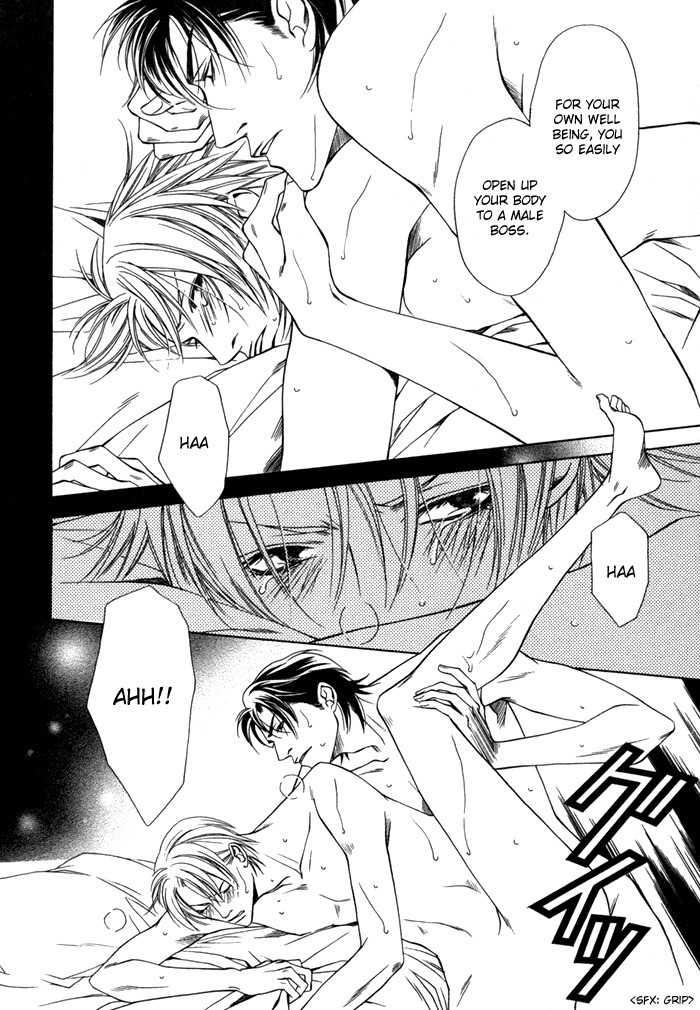 FOR YOUR
OWN WELL
BEING, YOU
SO EASILY
OPEN UP
YOUR BODY
TO A MALE
BOSS.
HAA
HAA
AHH!!
グイッ
<SFX: GRIP>